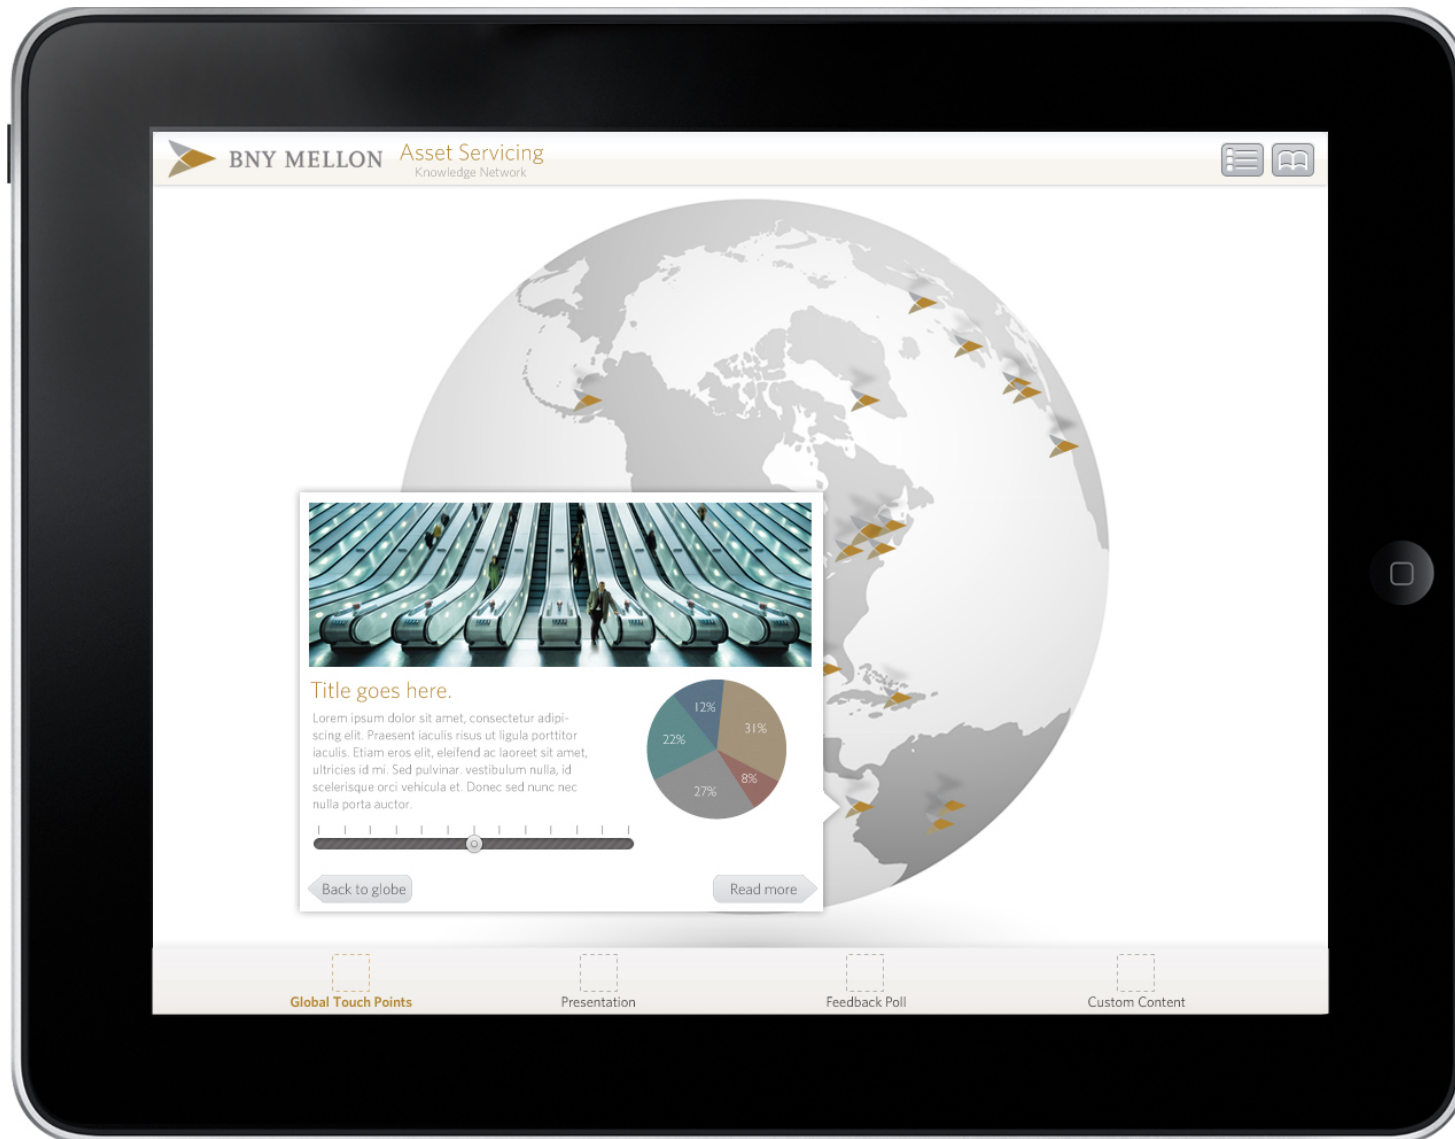 BNY MELLON
Asset Servicing
Knowledge Network
Title goes here.
Lorem ipsum dolor sit amet, consectetur adipi-
scing elit. Praesent iaculis risus ut ligula porttitor
iaculis. Etiam eros elit, eleifend ac laoreet sit amet,
ultricies id mi. Sed pulvinar. vestibulum nulla, id
scelerisque orci vehicula et. Donec sed nunc nec
nulla porta auctor.
12%
31%
22%
8%
27%
Back to globe
Read more
Global Touch Points
Presentation
Feedback Poll
Custom Content